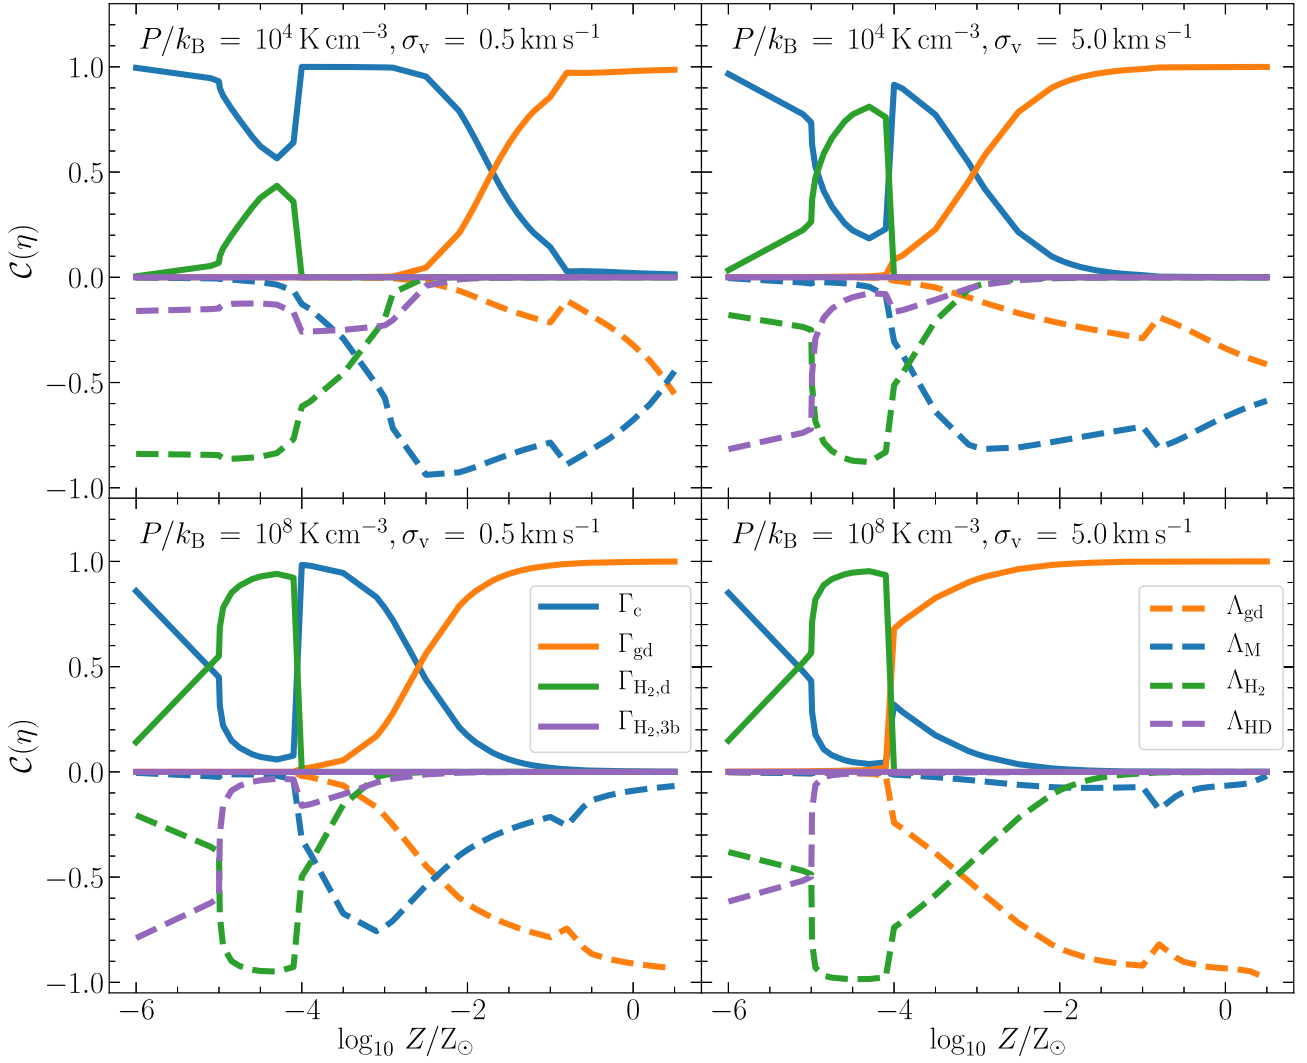 P/k_B = 10^4 K cm^−3, σ_v = 0.5 km s^−1
P/k_B = 10^4 K cm^−3, σ_v = 5.0 km s^−1
1.0
0.5
0.0
−0.5
−1.0
C(η)
P/k_B = 10^8 K cm^−3, σ_v = 0.5 km s^−1
P/k_B = 10^8 K cm^−3, σ_v = 5.0 km s^−1
1.0
0.5
0.0
−0.5
−1.0
C(η)
Γ_c
Γ_gd
Γ_H₂,d
Γ_H₂,3b
Λ_gd
Λ_M
Λ_H₂
Λ_HD
−6 −4 −2 0
−6 −4 −2 0
log₁₀ Z/Z⊙
log₁₀ Z/Z⊙